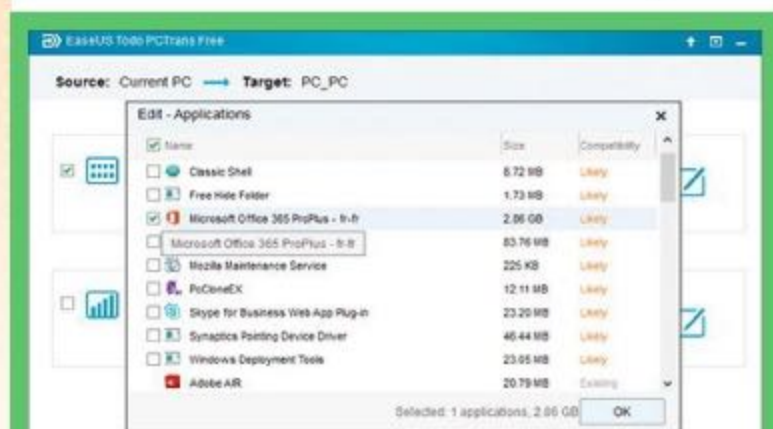 EaseUS Todo PCTrans Free
Source: Current PC → Target: PC_PC
Edit - Applications
Name Size Compatibility
Classic Shell 8.72 MB Likely
Free Hide Folder 1.73 MB Likely
Microsoft Office 365 ProPlus - fr-fr 2.86 GB Likely
Microsoft Office 365 ProPlus - fr-fr 83.76 MB Likely
Mozilla Maintenance Service 225 KB Likely
PcCloneEX 12.11 MB Likely
Skype for Business Web App Plug-in 23.20 MB Likely
Synaptics Pointing Device Driver 46.44 MB Likely
Windows Deployment Tools 23.05 MB Likely
Adobe AIR 20.79 MB Existing
Selected: 1 applications, 2.86 GB OK